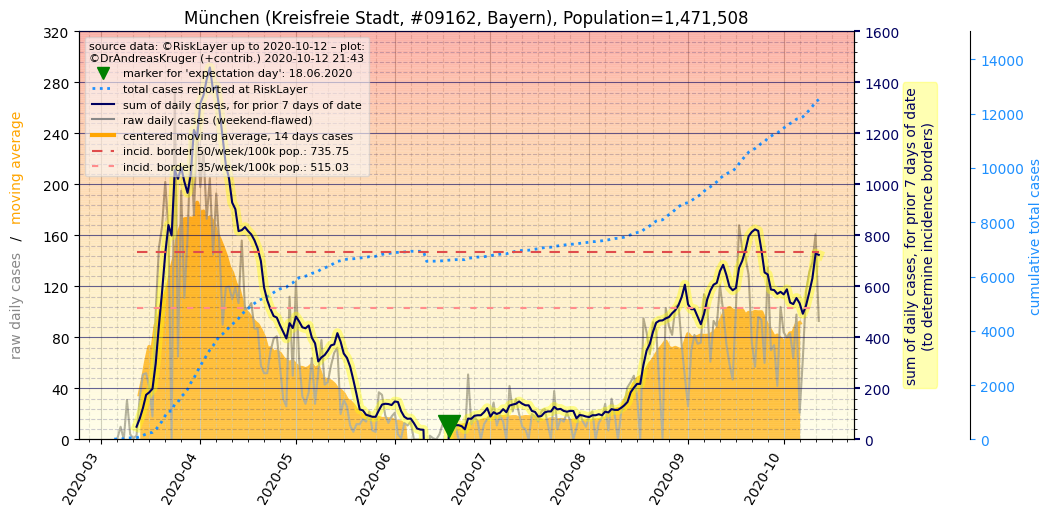 München (Kreisfreie Stadt, #09162, Bayern), Population=1,471,508
source data: ©RiskLayer up to 2020-10-12 – plot:
©DrAndreasKruger (+contrib.) 2020-10-12 21:43
marker for 'expectation day': 18.06.2020
total cases reported at RiskLayer
sum of daily cases, for prior 7 days of date
raw daily cases (weekend-flawed)
centered moving average, 14 days cases
incid. border 50/week/100k pop.: 735.75
incid. border 35/week/100k pop.: 515.03
raw daily cases / moving average
320
280
240
200
160
120
80
40
0
1600
1400
1200
1000
800
600
400
200
0
sum of daily cases, for prior 7 days of date
(to determine incidence borders)
14000
12000
10000
8000
6000
4000
2000
0
cumulative total cases
2020-03
2020-04
2020-05
2020-06
2020-07
2020-08
2020-09
2020-10